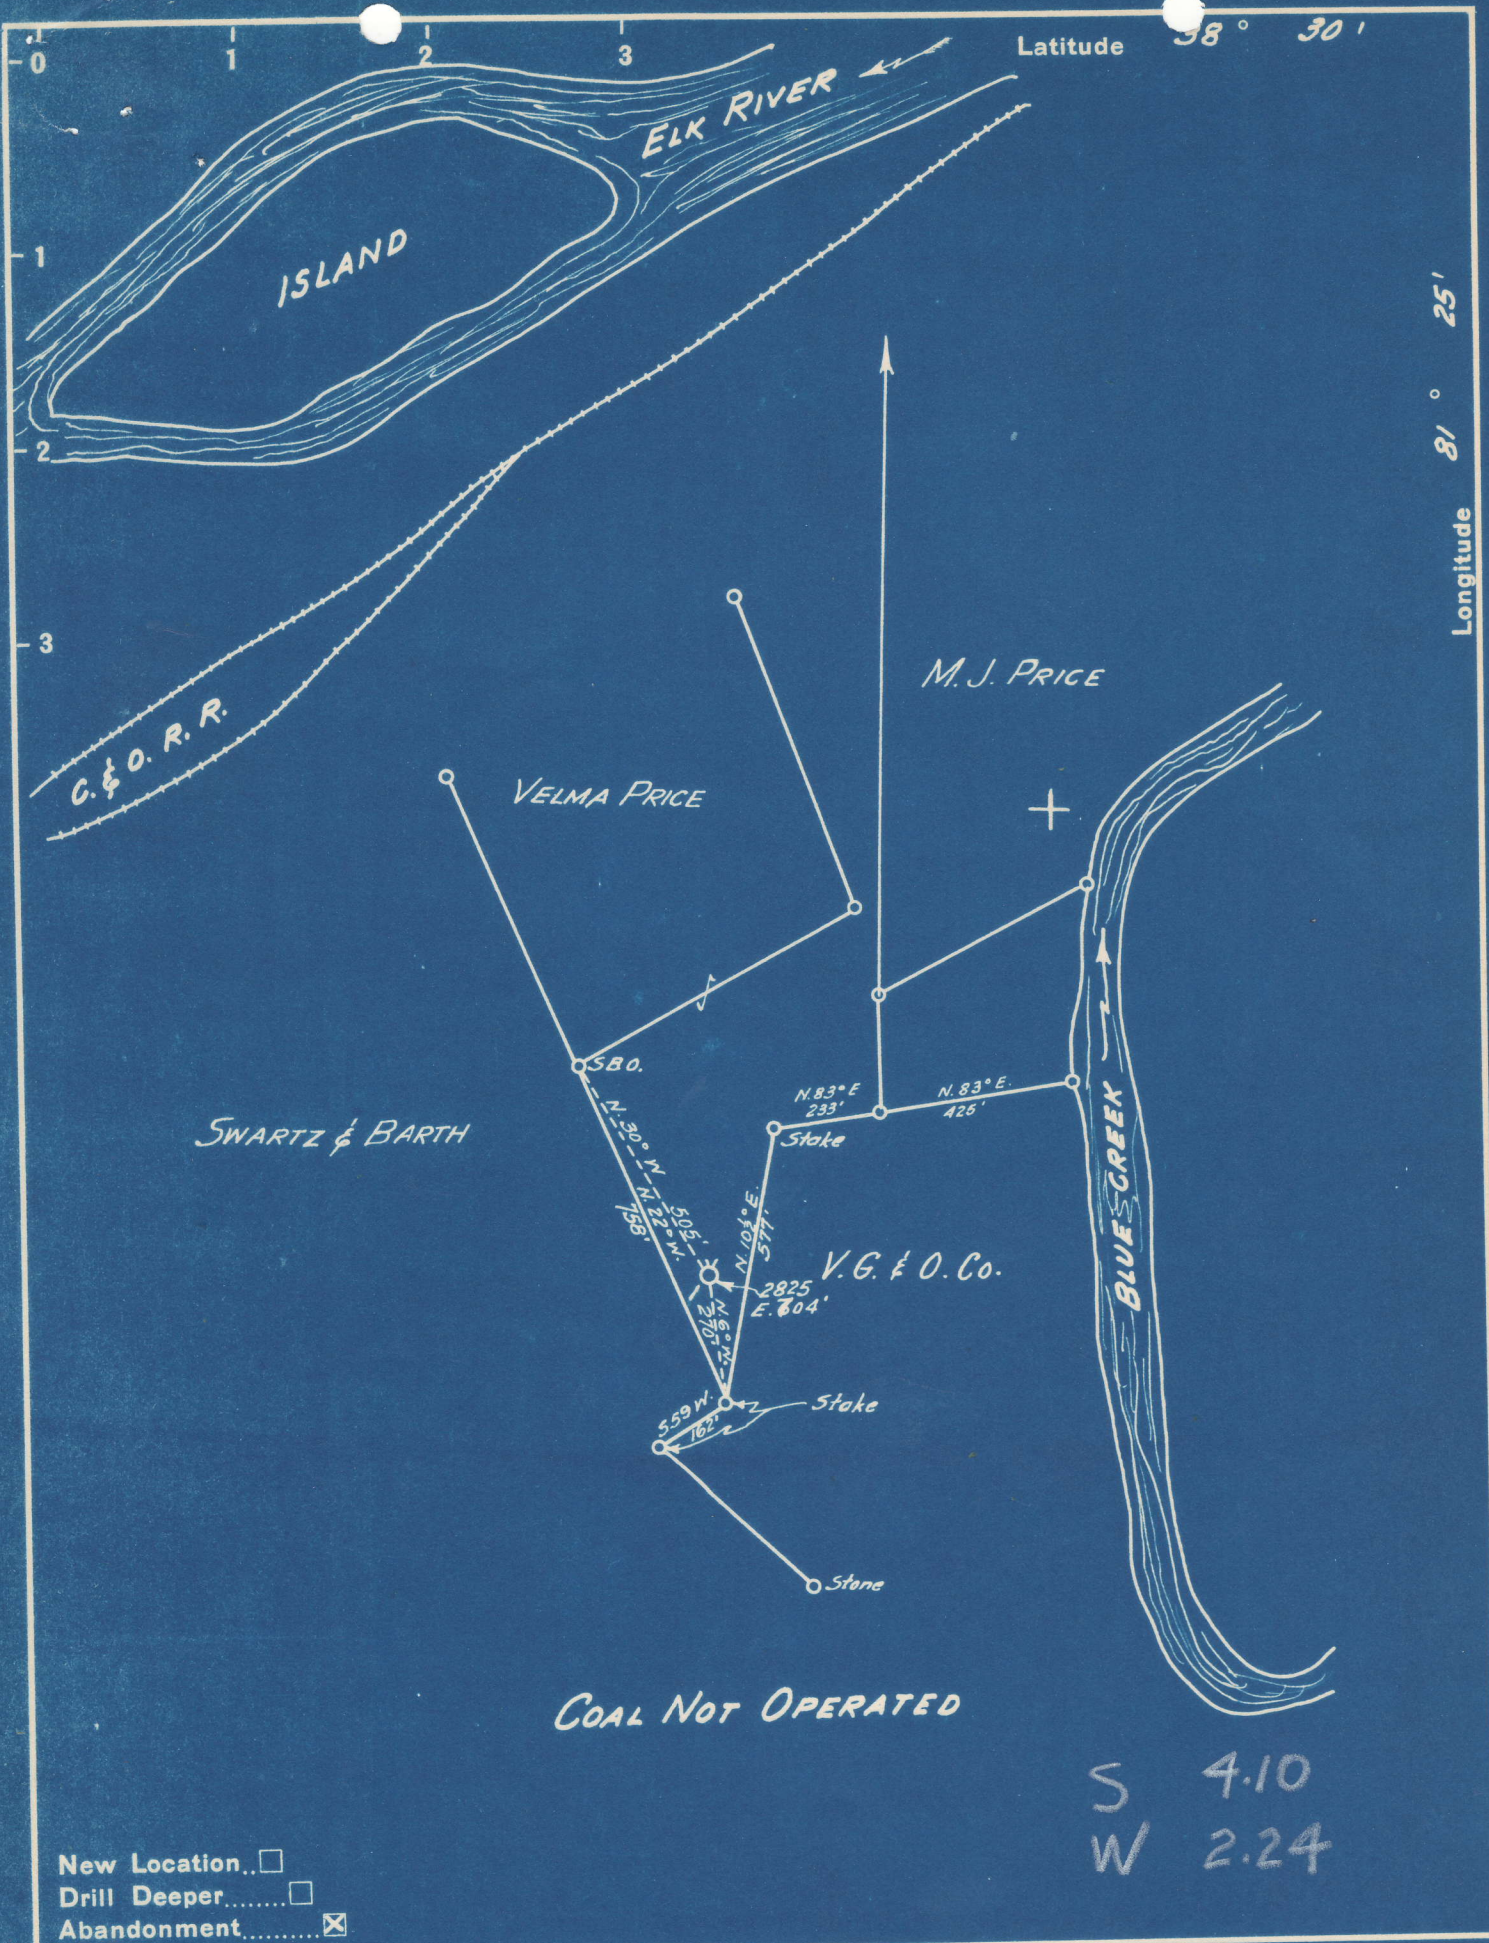 0 1 2 3
Latitude 38° 30'
ELK RIVER
ISLAND
1
2
3
Longitude 81° 25'
C. & O. R. R.
M. J. PRICE
VELMA PRICE
S.B.O.
SWARTZ & BARTH
N. 83° E
233'
N. 83° E.
425'
Stake
N. 30° W
505'
N. 22° W.
758'
N. 10½° E.
577'
V. G. & O. Co.
2825
N. 6° W.
270'
Stake
S 59 W.
162'
Stone
BLUE CREEK
COAL NOT OPERATED
S 4.10
W 2.24
New Location..☐
Drill Deeper........☐
Abandonment..........☒